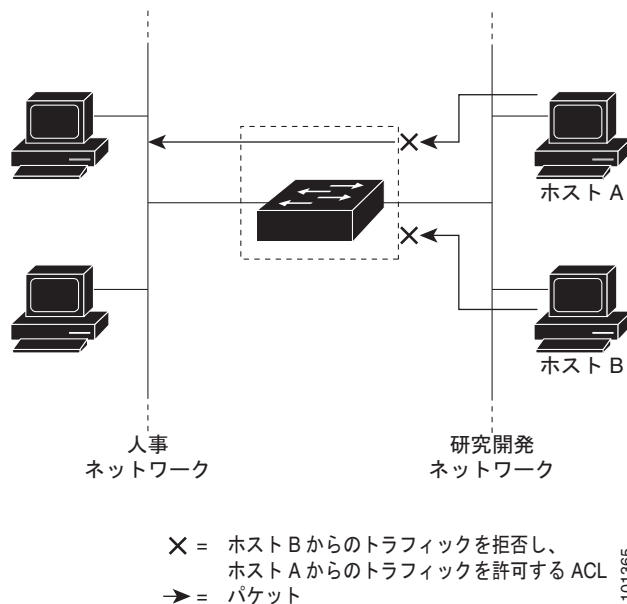 ホスト A
ホスト B
人事
ネットワーク
研究開発
ネットワーク
✕ = ホスト B からのトラフィックを拒否し、
ホスト A からのトラフィックを許可する ACL
➔ = パケット
101365